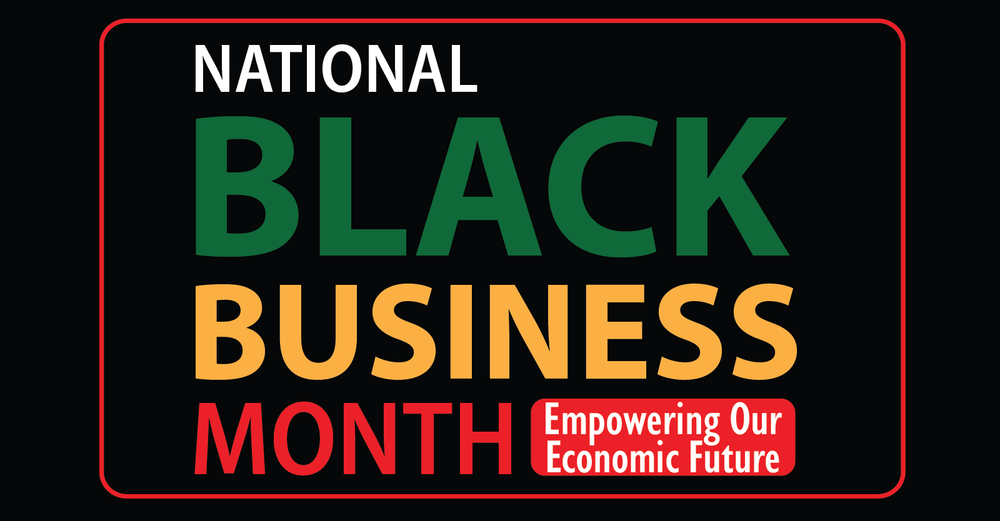 NATIONAL
BLACK
BUSINESS
MONTH
Empowering Our
Economic Future